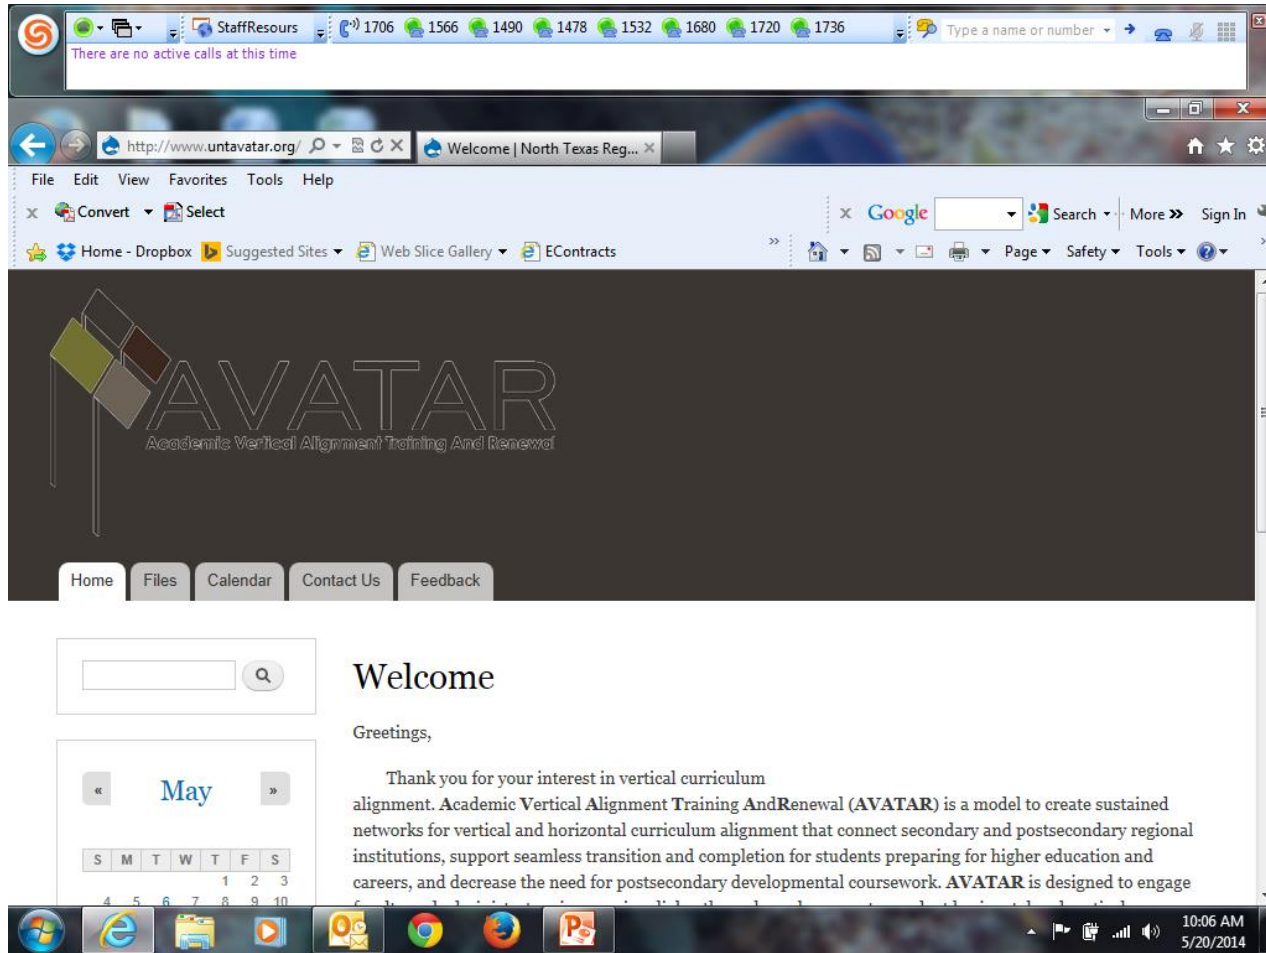 StaffResours 1706 1566 1490 1478 1532 1680 1720 1736 Type a name or number
There are no active calls at this time
http://www.untavatar.org/ Welcome | North Texas Reg...
File Edit View Favorites Tools Help
x Convert Select x Google Search More » Sign In
Home - Dropbox Suggested Sites Web Slice Gallery EContracts » Page Safety Tools
AVATAR
Academic Vertical Alignment Training And Renewal
Home Files Calendar Contact Us Feedback
Welcome
Greetings,
Thank you for your interest in vertical curriculum
alignment. Academic Vertical Alignment Training AndRenewal (AVATAR) is a model to create sustained
networks for vertical and horizontal curriculum alignment that connect secondary and postsecondary regional
institutions, support seamless transition and completion for students preparing for higher education and
careers, and decrease the need for postsecondary developmental coursework. AVATAR is designed to engage
« May »
S M T W T F S
1 2 3
4 5 6 7 8 9 10
10:06 AM
5/20/2014